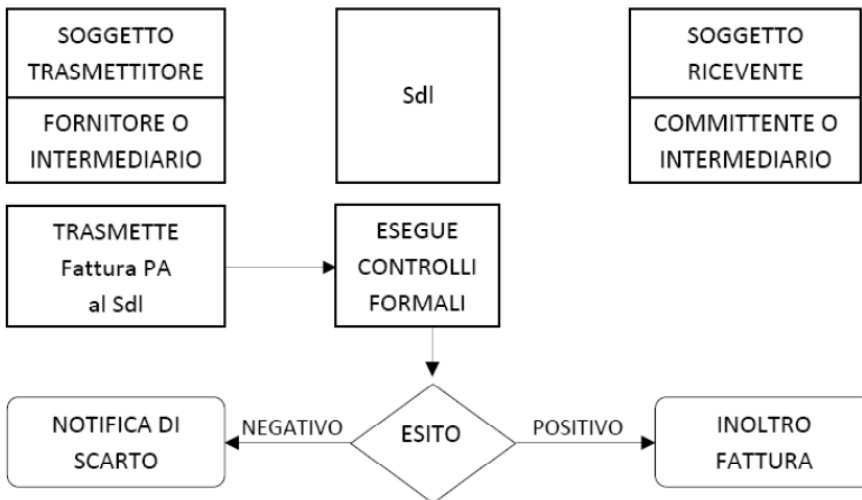 SOGGETTO
TRASMETTITORE
FORNITORE O
INTERMEDIARIO
SdI
SOGGETTO
RICEVENTE
COMMITTENTE O
INTERMEDIARIO
TRASMETTE
Fattura PA
al SdI
ESEGUE
CONTROLLI
FORMALI
NOTIFICA DI
SCARTO
NEGATIVO
ESITO
POSITIVO
INOLTRO
FATTURA